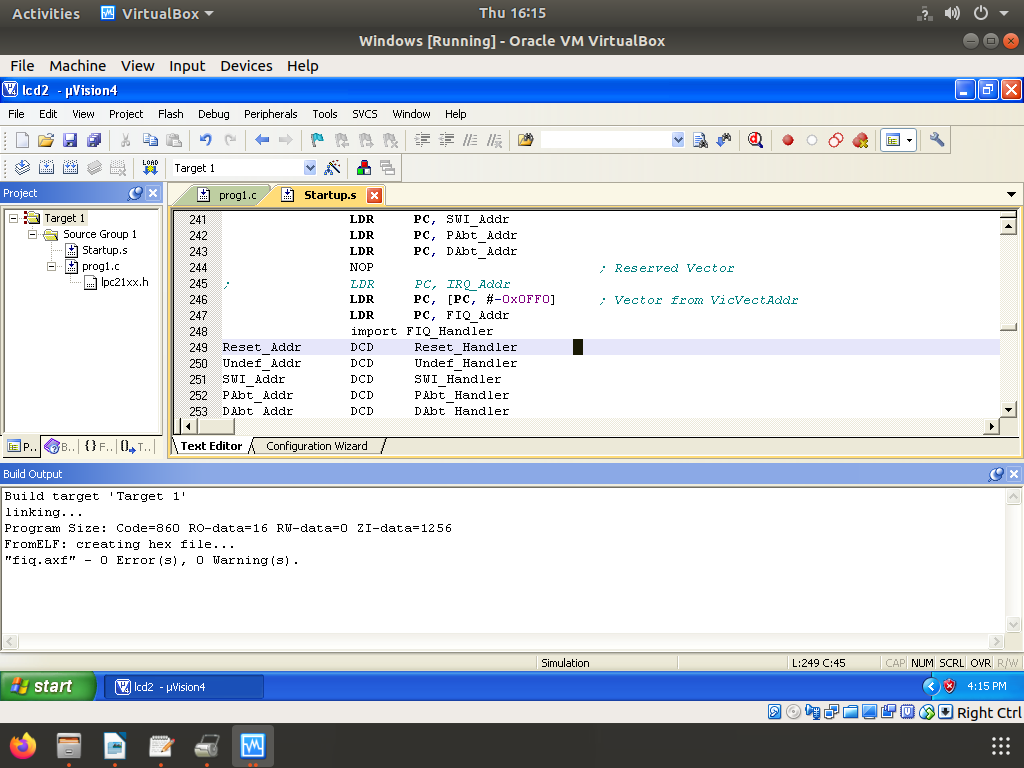 Activities VirtualBox Thu 16:15
Windows [Running] - Oracle VM VirtualBox
File Machine View Input Devices Help
lcd2 - µVision4
File Edit View Project Flash Debug Peripherals Tools SVCS Window Help
LOAD Target 1
Project
prog1.c Startup.s
Target 1
Source Group 1
Startup.s
prog1.c
lpc21xx.h
241 LDR PC, SWI_Addr
242 LDR PC, PAbt_Addr
243 LDR PC, DAbt_Addr
244 NOP ; Reserved Vector
245 ; LDR PC, IRQ_Addr
246 LDR PC, [PC, #-0x0FF0] ; Vector from VicVectAddr
247 LDR PC, FIQ_Addr
248 import FIQ_Handler
249 Reset_Addr DCD Reset_Handler
250 Undef_Addr DCD Undef_Handler
251 SWI_Addr DCD SWI_Handler
252 PAbt_Addr DCD PAbt_Handler
253 DAbt_Addr DCD DAbt_Handler
P.. B.. {} F.. T..
Text Editor Configuration Wizard
Build Output
Build target 'Target 1'
linking...
Program Size: Code=860 RO-data=16 RW-data=0 ZI-data=1256
FromELF: creating hex file...
"fiq.axf" - 0 Error(s), 0 Warning(s).
Simulation L:249 C:45 CAP NUM SCRL OVR R/W
start lcd2 - µVision4 4:15 PM
Right Ctrl